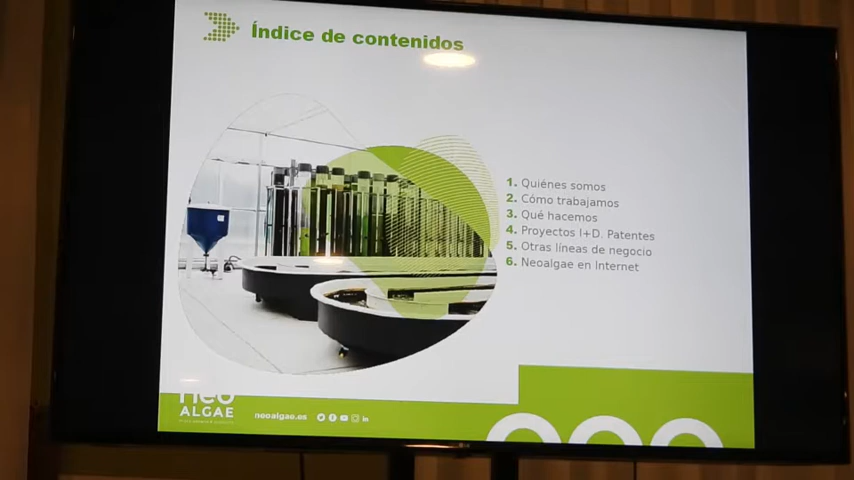 Índice de contenidos
1. Quiénes somos
2. Cómo trabajamos
3. Qué hacemos
4. Proyectos I+D. Patentes
5. Otras líneas de negocio
6. Neoalgae en Internet
neo
ALGAE
neoalgae.es